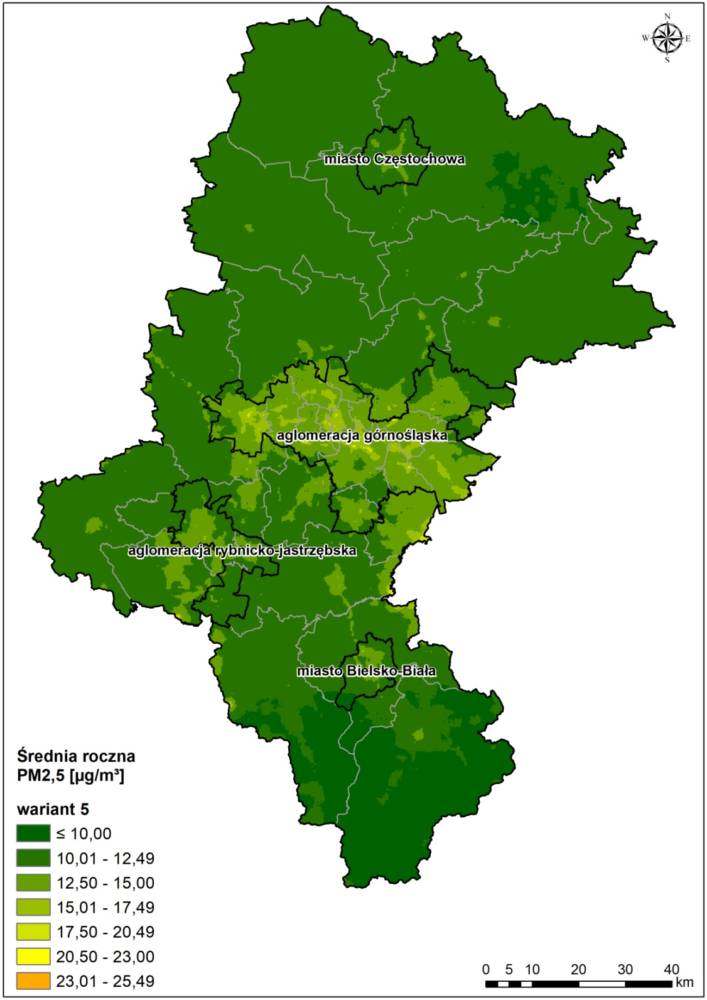 N
W E
S
miasto Częstochowa
aglomeracja górnośląska
aglomeracja rybnicko-jastrzębska
miasto Bielsko-Biała
Średnia roczna
PM2,5 [µg/m³]
wariant 5
≤ 10,00
10,01 - 12,49
12,50 - 15,00
15,01 - 17,49
17,50 - 20,49
20,50 - 23,00
23,01 - 25,49
0 5 10 20 30 40
km